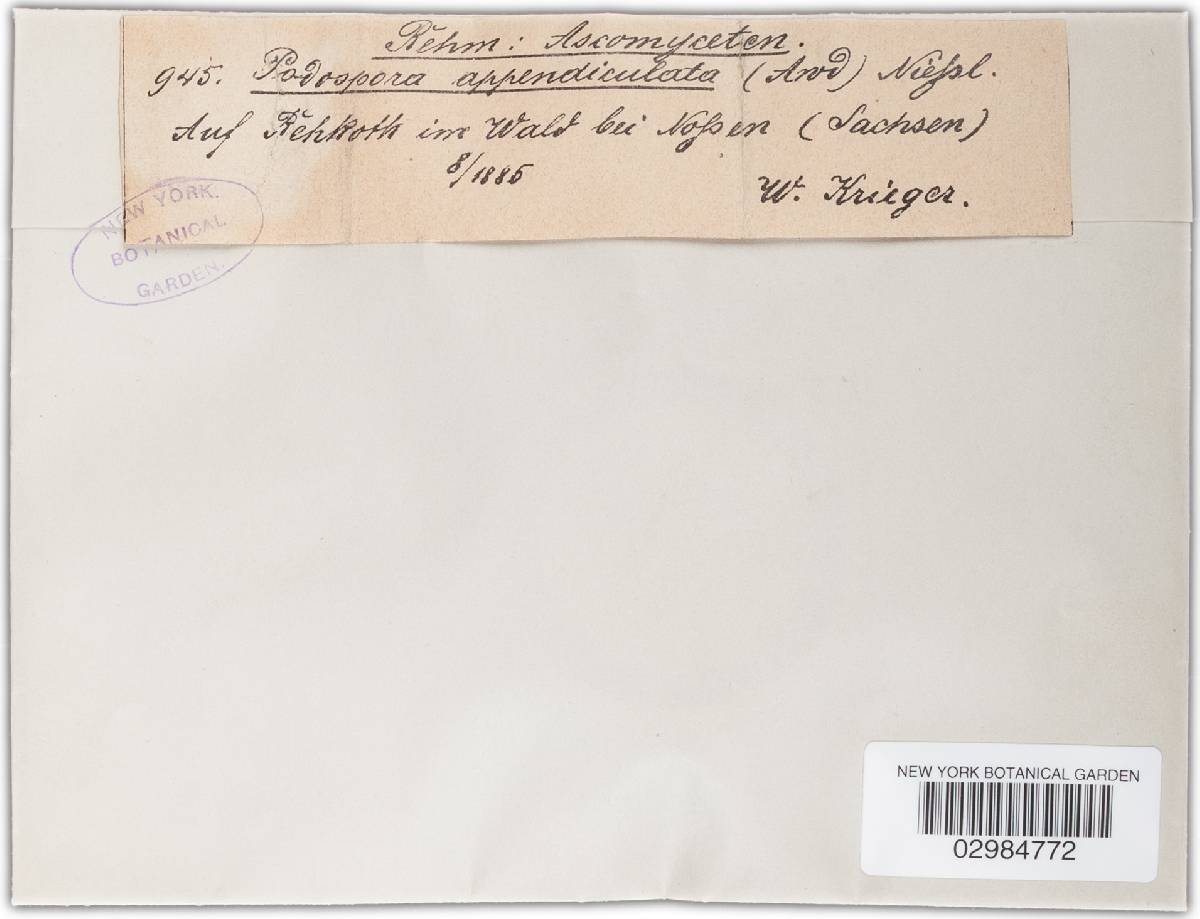 Rehm: Ascomyceten.
945. Podospora appendiculata (Awd) Nießl.
Auf Rehkoth im Wald bei Noßen (Sachsen)
8/1885
W. Krieger.
NEW YORK
BOTANICAL
GARDEN.
NEW YORK BOTANICAL GARDEN
02984772